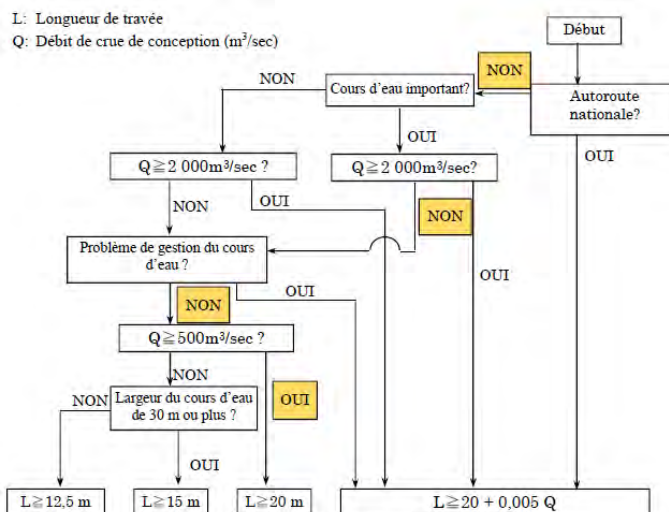 L: Longueur de travée
Q: Débit de crue de conception (m³/sec)
Début
NON
NON
Cours d'eau important?
Autoroute
nationale?
OUI
OUI
Q≧2 000m³/sec ?
Q≧2 000m³/sec?
NON
OUI
NON
Problème de gestion du cours
d'eau ?
OUI
OUI
NON
Q≧500m³/sec ?
NON
NON
Largeur du cours d'eau
de 30 m ou plus ?
OUI
OUI
L≧12,5 m
L≧15 m
L≧20 m
L≧20 + 0,005 Q